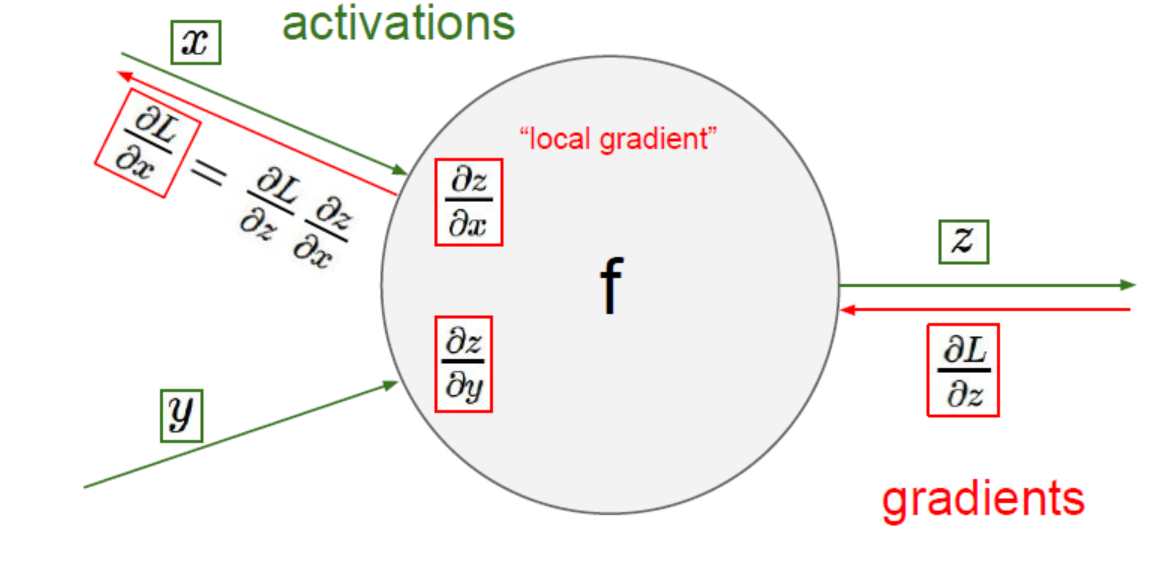 activations
x
∂L/∂x = ∂L/∂z ∂z/∂x
“local gradient”
∂z/∂x
f
z
∂z/∂y
∂L/∂z
y
gradients